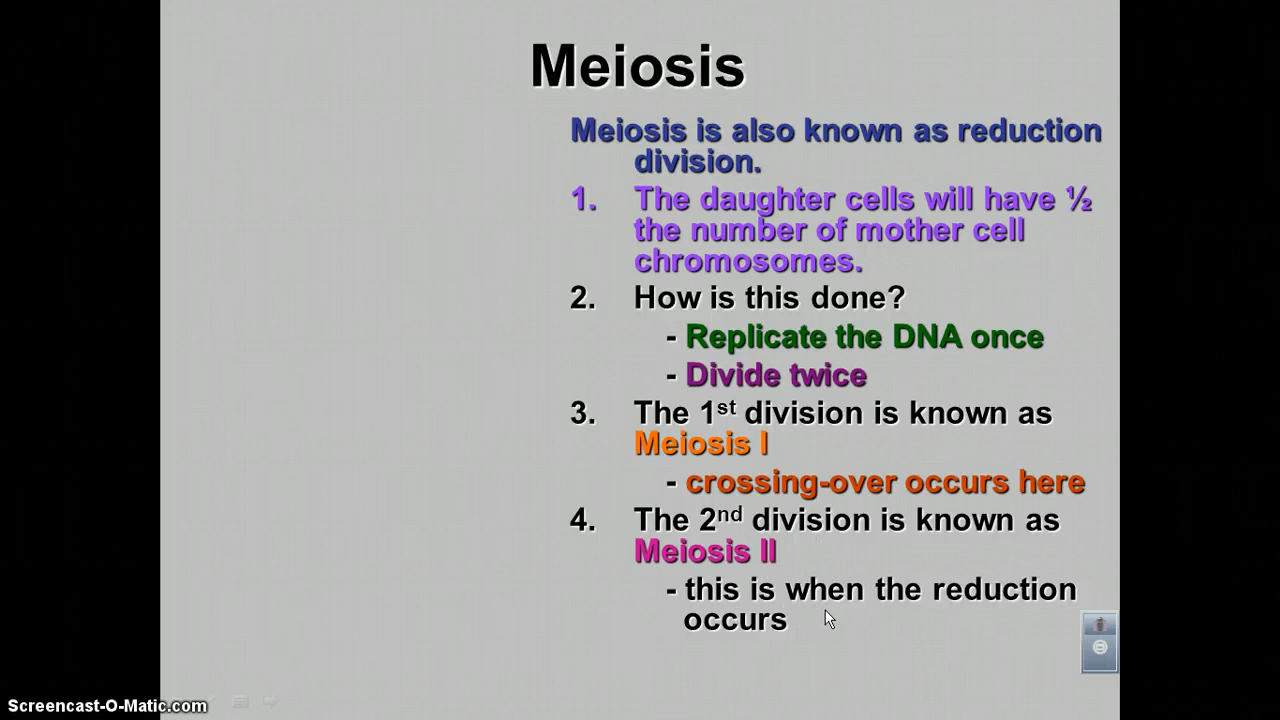 Meiosis
Meiosis is also known as reduction
division.
1. The daughter cells will have ½
the number of mother cell
chromosomes.
2. How is this done?
- Replicate the DNA once
- Divide twice
3. The 1st division is known as
Meiosis I
- crossing-over occurs here
4. The 2nd division is known as
Meiosis II
- this is when the reduction
occurs
Screencast-O-Matic.com